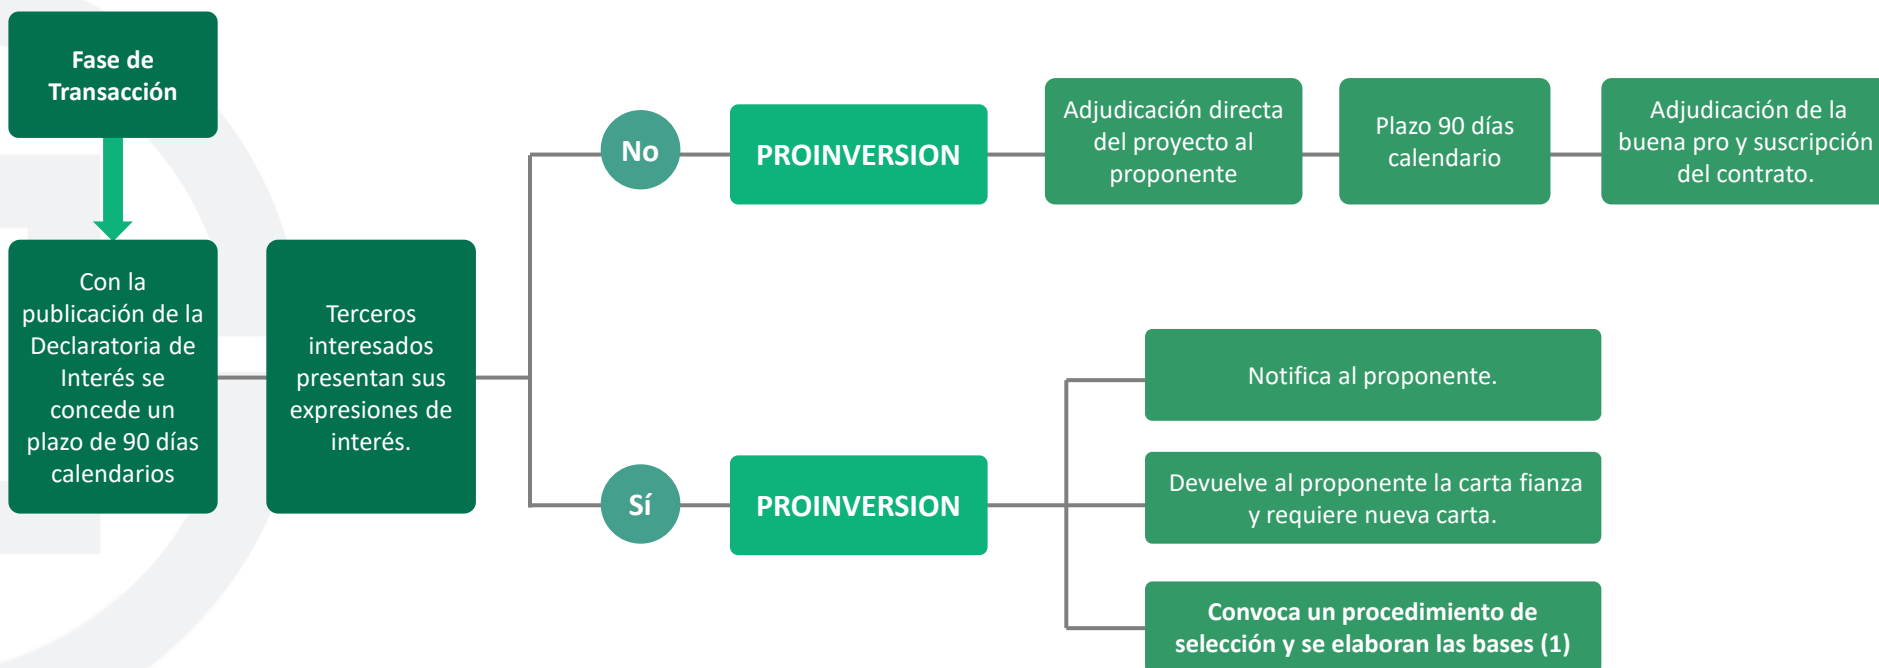 Fase de
Transacción
Con la
publicación de la
Declaratoria de
Interés se
concede un
plazo de 90 días
calendarios
Terceros
interesados
presentan sus
expresiones de
interés.
No
PROINVERSION
Adjudicación directa
del proyecto al
proponente
Plazo 90 días
calendario
Adjudicación de la
buena pro y suscripción
del contrato.
Sí
PROINVERSION
Notifica al proponente.
Devuelve al proponente la carta fianza
y requiere nueva carta.
Convoca un procedimiento de
selección y se elaboran las bases (1)